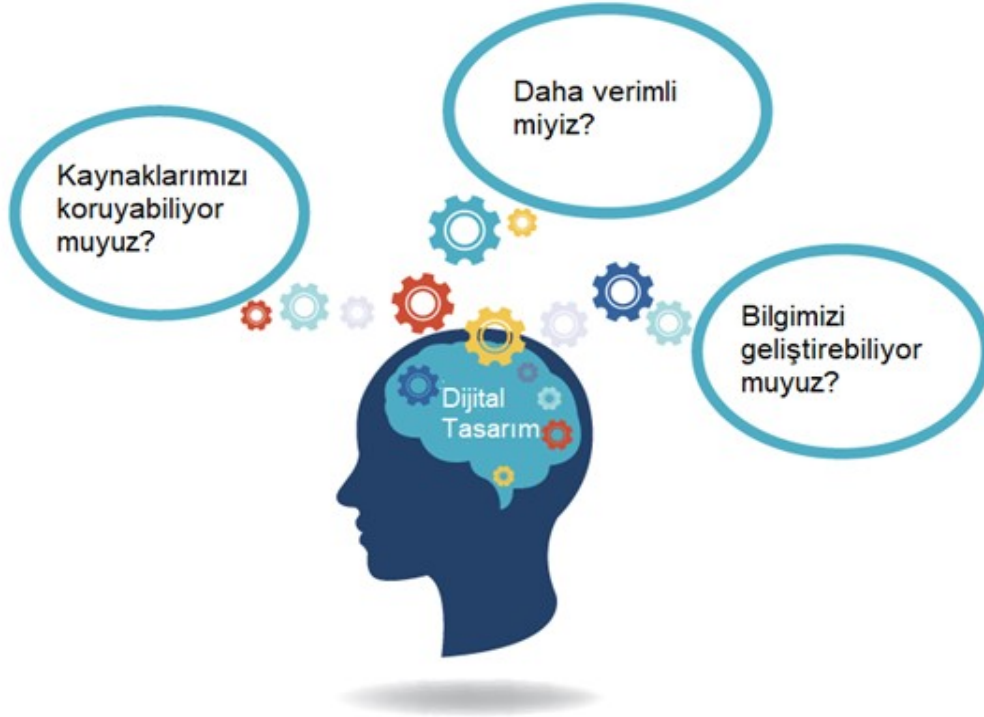 Daha verimli
miyiz?
Kaynaklarımızı
koruyabiliyor
muyuz?
Bilgimizi
geliştirebiliyor
muyuz?
Dijital
Tasarım